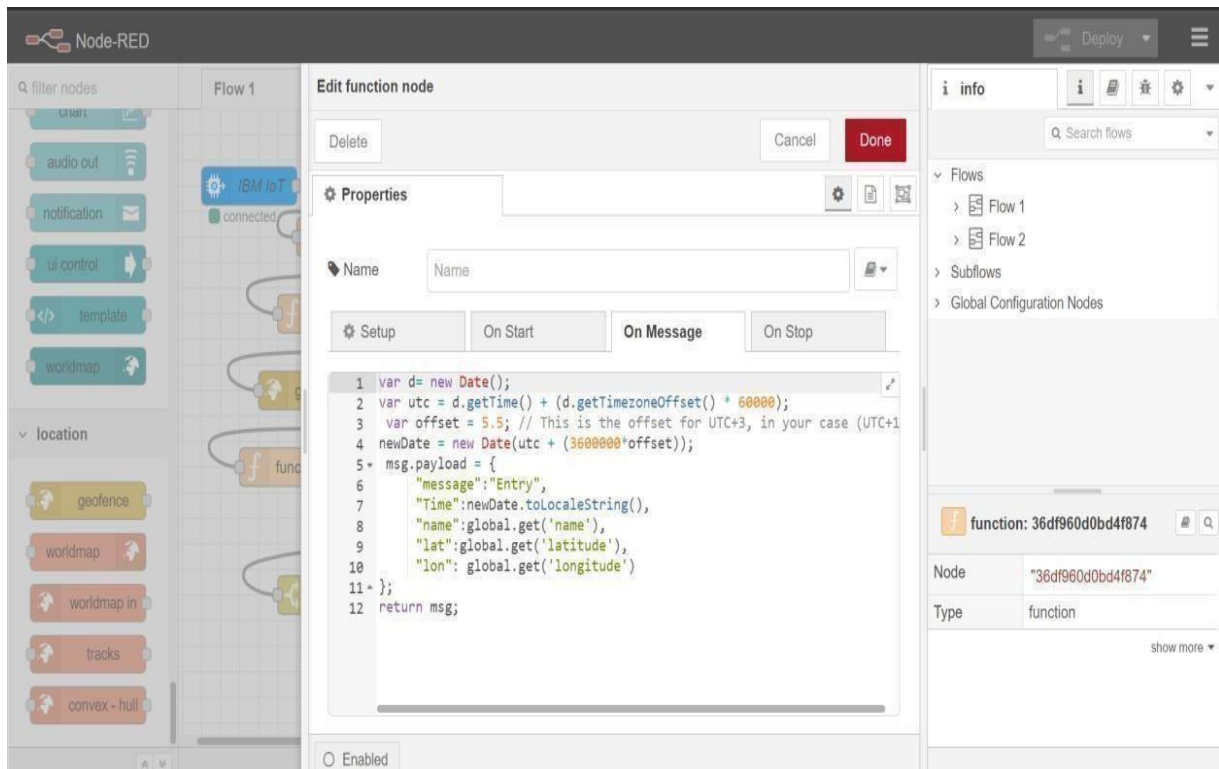 Node-RED
Deploy
filter nodes
chart
audio out
notification
ui control
template
worldmap
location
geofence
worldmap
worldmap in
tracks
convex - hull
Flow 1
IBM IoT
connected
g
func
Edit function node
Delete
Cancel
Done
Properties
Name
Name
Setup
On Start
On Message
On Stop
1 var d= new Date();
2 var utc = d.getTime() + (d.getTimezoneOffset() * 60000);
3 var offset = 5.5; // This is the offset for UTC+3, in your case (UTC+1
4 newDate = new Date(utc + (3600000*offset));
5 msg.payload = {
6 "message":"Entry",
7 "Time":newDate.toLocaleString(),
8 "name":global.get('name'),
9 "lat":global.get('latitude'),
10 "lon": global.get('longitude')
11 };
12 return msg;
Enabled
i info
i
Search flows
Flows
Flow 1
Flow 2
Subflows
Global Configuration Nodes
function: 36df960d0bd4f874
Node "36df960d0bd4f874"
Type function
show more